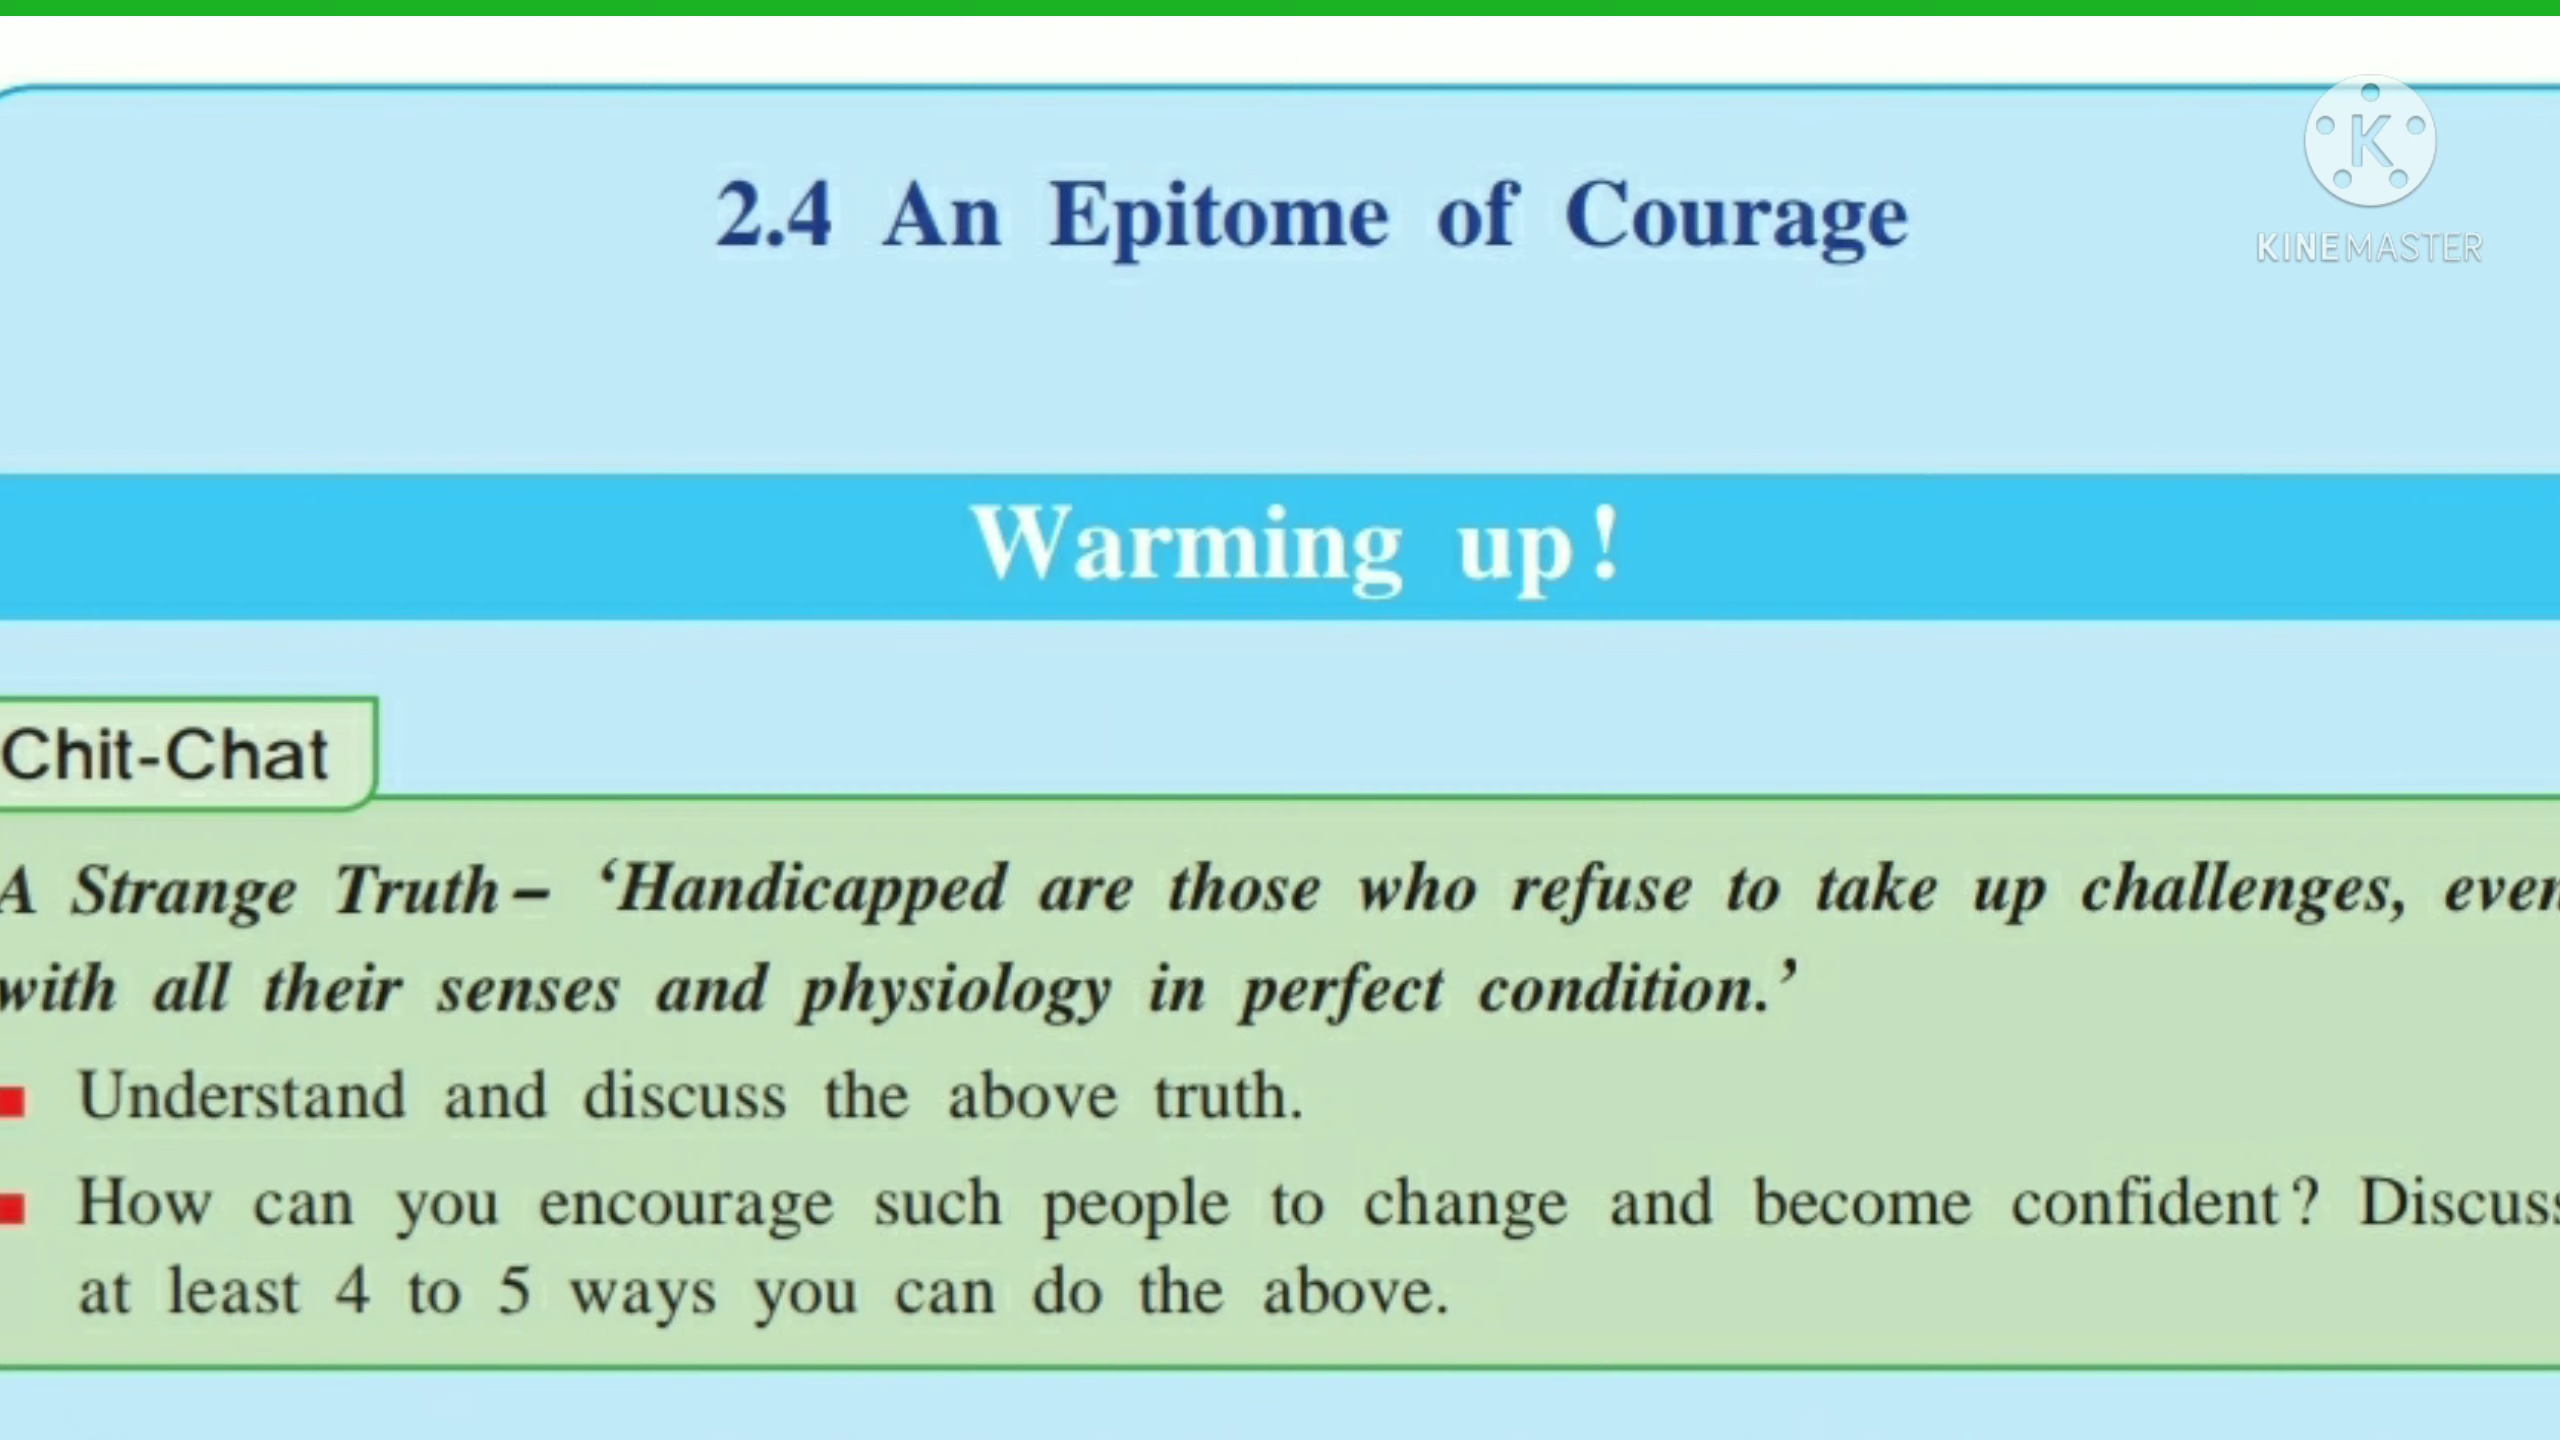 2.4 An Epitome of Courage
KINEMASTER
Warming up!
Chit-Chat
A Strange Truth – ‘Handicapped are those who refuse to take up challenges, even
with all their senses and physiology in perfect condition.’
Understand and discuss the above truth.
How can you encourage such people to change and become confident? Discuss
at least 4 to 5 ways you can do the above.